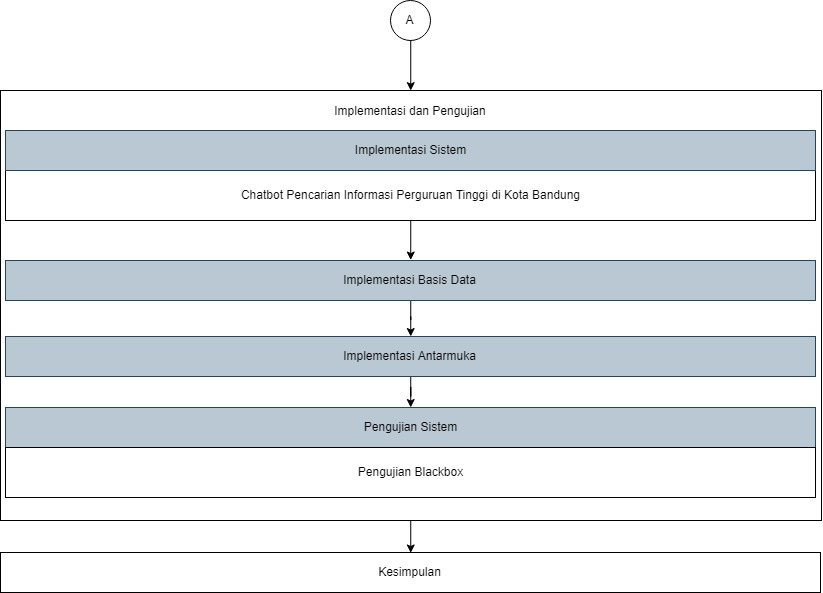 A
Implementasi dan Pengujian
Implementasi Sistem
Chatbot Pencarian Informasi Perguruan Tinggi di Kota Bandung
Implementasi Basis Data
Implementasi Antarmuka
Pengujian Sistem
Pengujian Blackbox
Kesimpulan